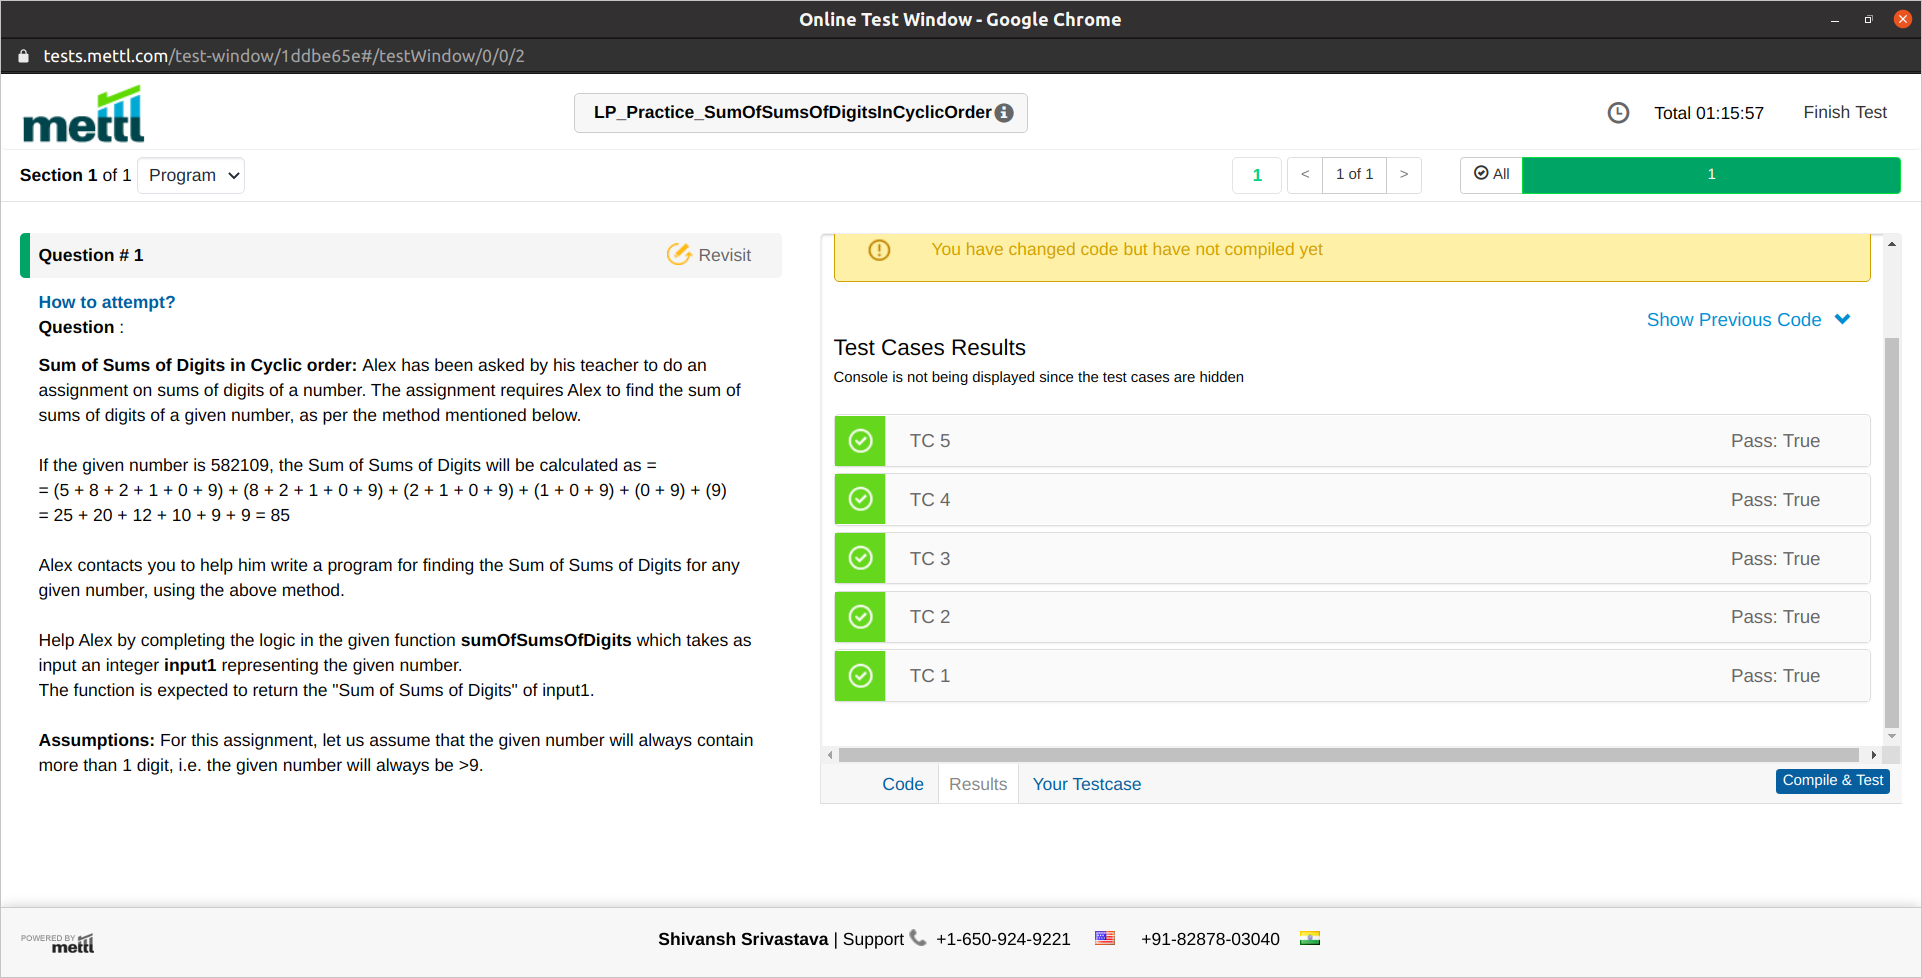 Online Test Window - Google Chrome
tests.mettl.com/test-window/1ddbe65e#/testWindow/0/0/2
mettl
LP_Practice_SumOfSumsOfDigitsInCyclicOrder
Total 01:15:57
Finish Test
Section 1 of 1
Program
1
<
1 of 1
>
All
1
Question # 1
Revisit
How to attempt?
Question :
Sum of Sums of Digits in Cyclic order: Alex has been asked by his teacher to do an
assignment on sums of digits of a number. The assignment requires Alex to find the sum of
sums of digits of a given number, as per the method mentioned below.
If the given number is 582109, the Sum of Sums of Digits will be calculated as =
= (5 + 8 + 2 + 1 + 0 + 9) + (8 + 2 + 1 + 0 + 9) + (2 + 1 + 0 + 9) + (1 + 0 + 9) + (0 + 9) + (9)
= 25 + 20 + 12 + 10 + 9 + 9 = 85
Alex contacts you to help him write a program for finding the Sum of Sums of Digits for any
given number, using the above method.
Help Alex by completing the logic in the given function sumOfSumsOfDigits which takes as
input an integer input1 representing the given number.
The function is expected to return the "Sum of Sums of Digits" of input1.
Assumptions: For this assignment, let us assume that the given number will always contain
more than 1 digit, i.e. the given number will always be >9.
You have changed code but have not compiled yet
Show Previous Code
Test Cases Results
Console is not being displayed since the test cases are hidden
TC 5 Pass: True
TC 4 Pass: True
TC 3 Pass: True
TC 2 Pass: True
TC 1 Pass: True
Code
Results
Your Testcase
Compile & Test
POWERED BY
mettl
Shivansh Srivastava | Support +1-650-924-9221 +91-82878-03040